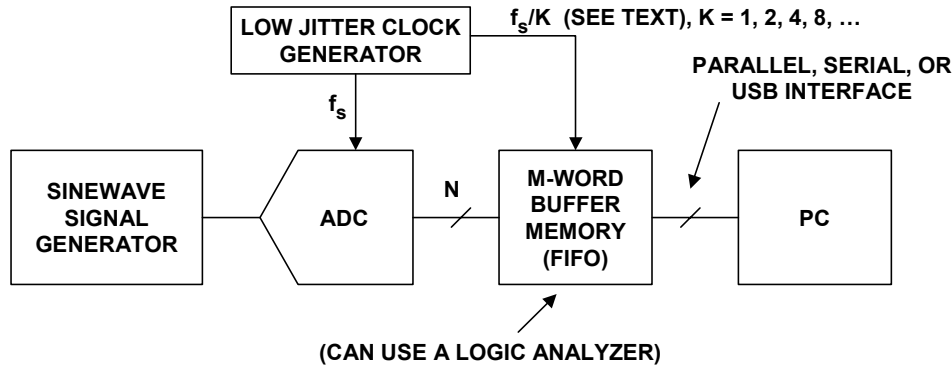 LOW JITTER CLOCK
GENERATOR
fs/K (SEE TEXT), K = 1, 2, 4, 8, …
PARALLEL, SERIAL, OR
USB INTERFACE
fs
SINEWAVE
SIGNAL
GENERATOR
ADC
N
M-WORD
BUFFER
MEMORY
(FIFO)
PC
(CAN USE A LOGIC ANALYZER)